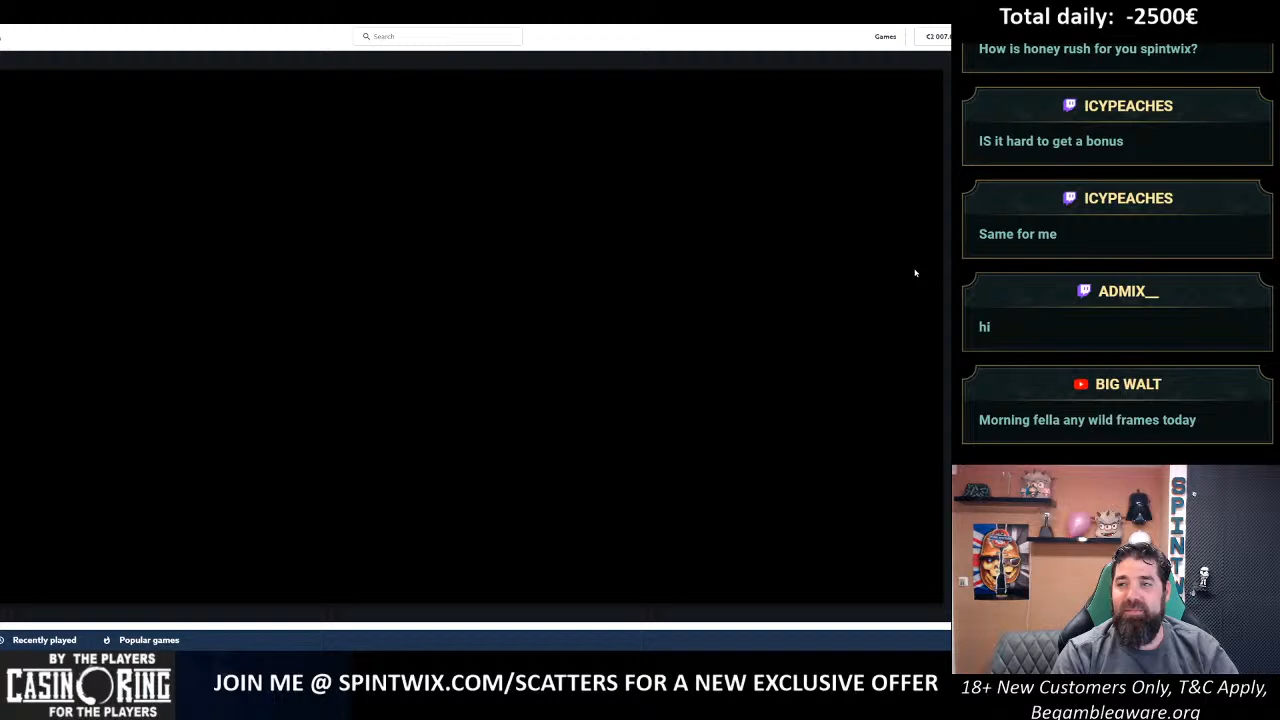 Total daily: -2500€
Search
Games
€2 007.
How is honey rush for you spintwix?
ICYPEACHES
IS it hard to get a bonus
ICYPEACHES
Same for me
ADMIX__
hi
BIG WALT
Morning fella any wild frames today
SPINTW
Recently played
Popular games
BY THE PLAYERS
CASINO RING
FOR THE PLAYERS
JOIN ME @ SPINTWIX.COM/SCATTERS FOR A NEW EXCLUSIVE OFFER
18+ New Customers Only, T&C Apply,
Begambleaware.org